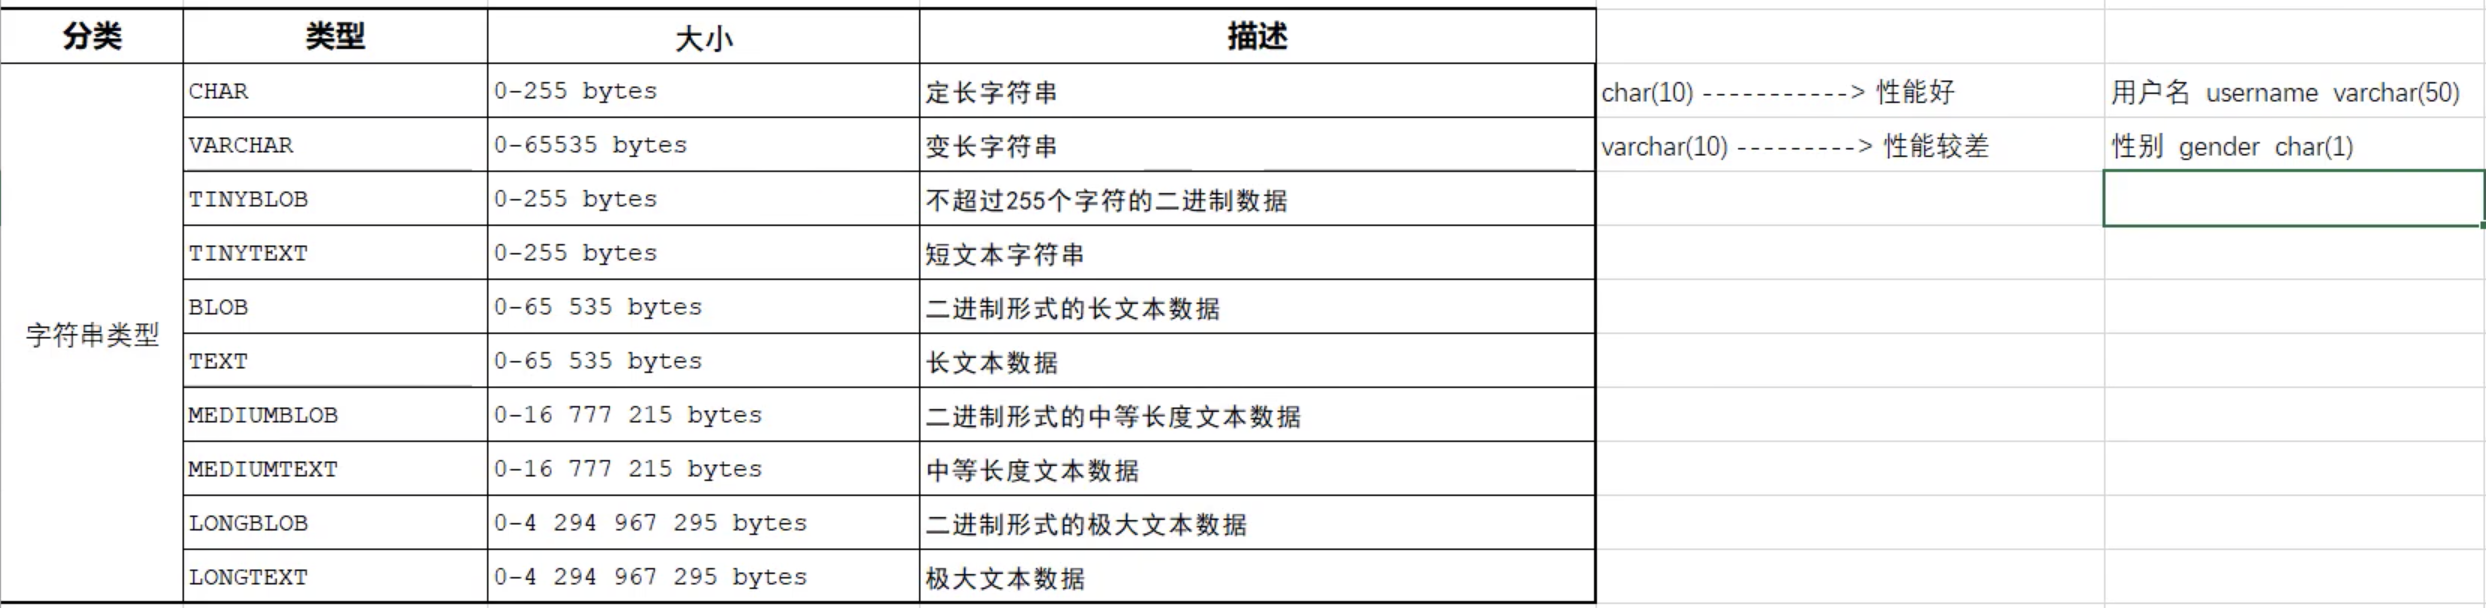 分类 类型 大小 描述
CHAR 0-255 bytes 定长字符串 char(10) -----------> 性能好 用户名 username varchar(50)
VARCHAR 0-65535 bytes 变长字符串 varchar(10) ---------> 性能较差 性别 gender char(1)
TINYBLOB 0-255 bytes 不超过255个字符的二进制数据
TINYTEXT 0-255 bytes 短文本字符串
BLOB 0-65 535 bytes 二进制形式的长文本数据
字符串类型
TEXT 0-65 535 bytes 长文本数据
MEDIUMBLOB 0-16 777 215 bytes 二进制形式的中等长度文本数据
MEDIUMTEXT 0-16 777 215 bytes 中等长度文本数据
LONGBLOB 0-4 294 967 295 bytes 二进制形式的极大文本数据
LONGTEXT 0-4 294 967 295 bytes 极大文本数据